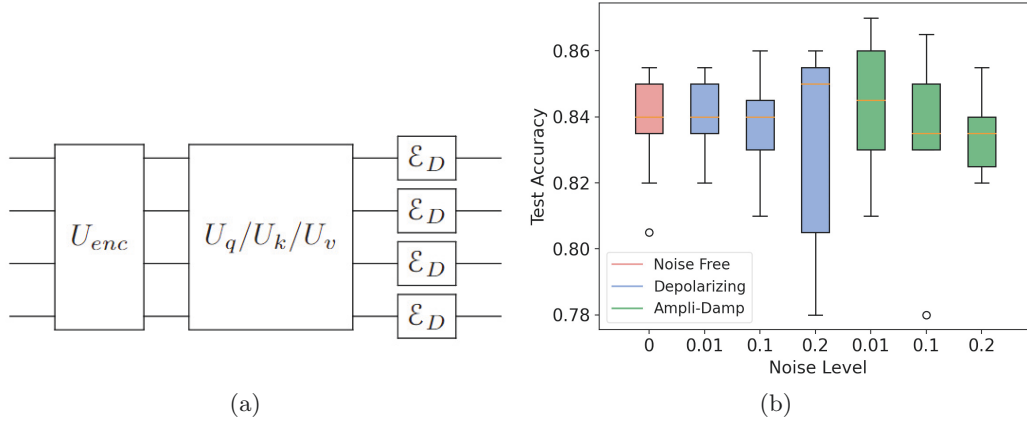 U_enc
U_q/U_k/U_v
ℰ_D
ℰ_D
ℰ_D
ℰ_D
(a)
Test Accuracy
0.86
0.84
0.82
0.80
0.78
Noise Free
Depolarizing
Ampli-Damp
0 0.01 0.1 0.2 0.01 0.1 0.2
Noise Level
(b)